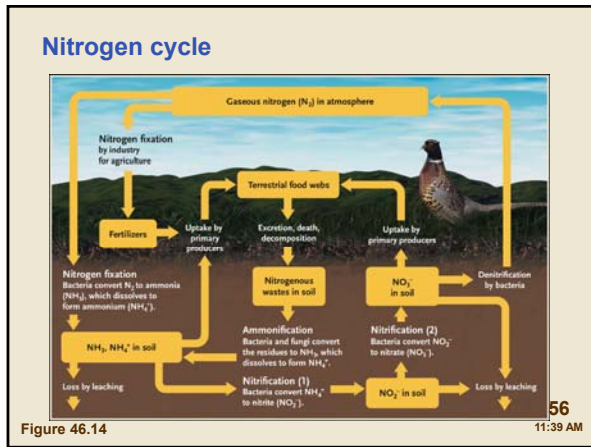 Nitrogen cycle
Gaseous nitrogen (N₂) in atmosphere
Nitrogen fixation
by industry
for agriculture
Terrestrial food webs
Fertilizers
Uptake by
primary
producers
Excretion, death,
decomposition
Uptake by
primary producers
Nitrogen fixation
Bacteria convert N₂ to ammonia
(NH₃), which dissolves to
form ammonium (NH₄⁺).
Nitrogenous
wastes in soil
NO₃⁻
in soil
Denitrification
by bacteria
NH₃, NH₄⁺ in soil
Ammonification
Bacteria and fungi convert
the residues to NH₃, which
dissolves to form NH₄⁺.
Nitrification (2)
Bacteria convert NO₂⁻
to nitrate (NO₃⁻).
Loss by leaching
Nitrification (1)
Bacteria convert NH₄⁺
to nitrite (NO₂⁻).
NO₂⁻ in soil
Loss by leaching
Figure 46.14
56
11:39 AM